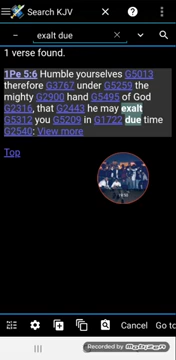 Search KJV
exalt due
1 verse found.
1Pe 5:6 Humble yourselves G5013
therefore G3767 under G5259 the
mighty G2900 hand G5495 of God
G2316, that G2443 he may exalt
G5312 you G5209 in G1722 due time
G2540: View more
Top
Cancel Go to
Recorded by